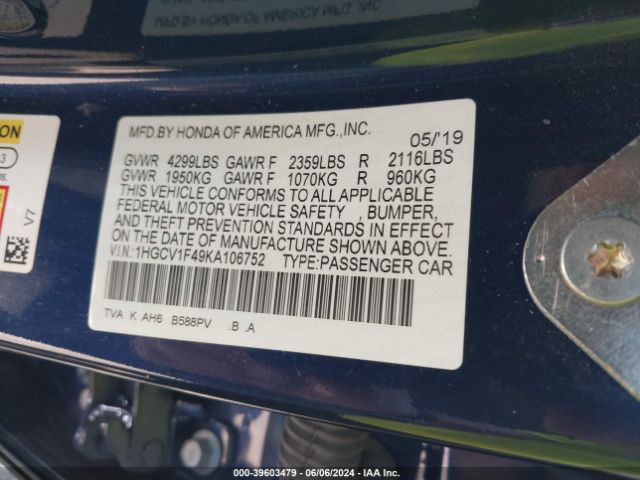 MFD.BY HONDA OF AMERICA MFG.,INC.
05/'19
GVWR 4299LBS GAWR F 2359LBS R 2116LBS
GVWR 1950KG GAWR F 1070KG R 960KG
THIS VEHICLE CONFORMS TO ALL APPLICABLE
FEDERAL MOTOR VEHICLE SAFETY , BUMPER,
AND THEFT PREVENTION STANDARDS IN EFFECT
ON THE DATE OF MANUFACTURE SHOWN ABOVE.
V.I.N.:1HGCV1F49KA106752 TYPE:PASSENGER CAR
TVA K AH6 B588PV .B .A
V7
000-39603479 - 06/06/2024 - IAA Inc.